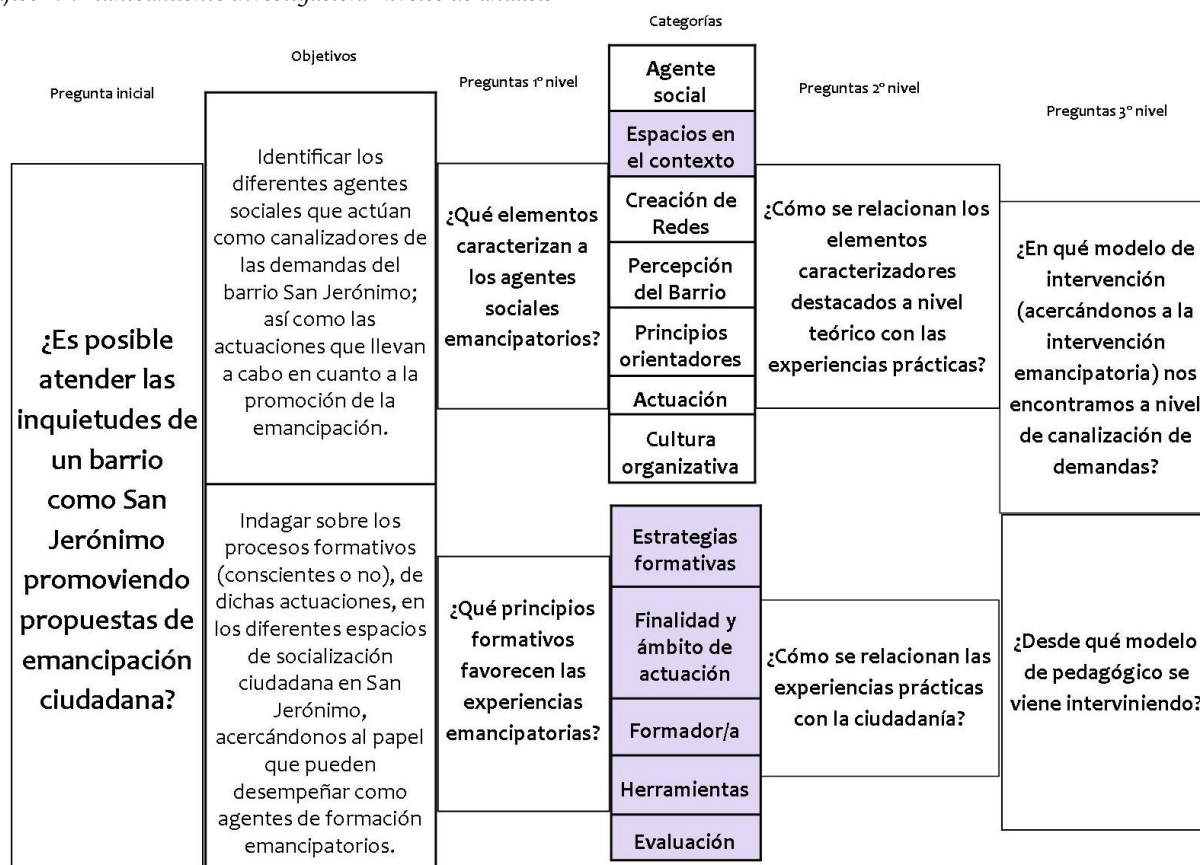 Categorías
Objetivos
Preguntas 1º nivel
Preguntas 2º nivel
Pregunta inicial
Preguntas 3º nivel
¿Es posible
atender las
inquietudes de
un barrio
como San
Jerónimo
promoviendo
propuestas de
emancipación
ciudadana?
Identificar los
diferentes agentes
sociales que actúan
como canalizadores de
las demandas del
barrio San Jerónimo;
así como las
actuaciones que llevan
a cabo en cuanto a la
promoción de la
emancipación.
Indagar sobre los
procesos formativos
(conscientes o no), de
dichas actuaciones, en
los diferentes espacios
de socialización
ciudadana en San
Jerónimo,
acercándonos al papel
que pueden
desempeñar como
agentes de formación
emancipatorios.
¿Qué elementos
caracterizan a
los agentes
sociales
emancipatorios?
¿Qué principios
formativos
favorecen las
experiencias
emancipatorias?
Agente
social
Espacios en
el contexto
Creación de
Redes
Percepción
del Barrio
Principios
orientadores
Actuación
Cultura
organizativa
Estrategias
formativas
Finalidad y
ámbito de
actuación
Formador/a
Herramientas
Evaluación
¿Cómo se relacionan los
elementos
caracterizadores
destacados a nivel
teórico con las
experiencias prácticas?
¿Cómo se relacionan las
experiencias prácticas
con la ciudadanía?
¿En qué modelo de
intervención
(acercándonos a la
intervención
emancipatoria) nos
encontramos a nivel
de canalización de
demandas?
¿Desde qué modelo
de pedagógico se
viene interviniendo?